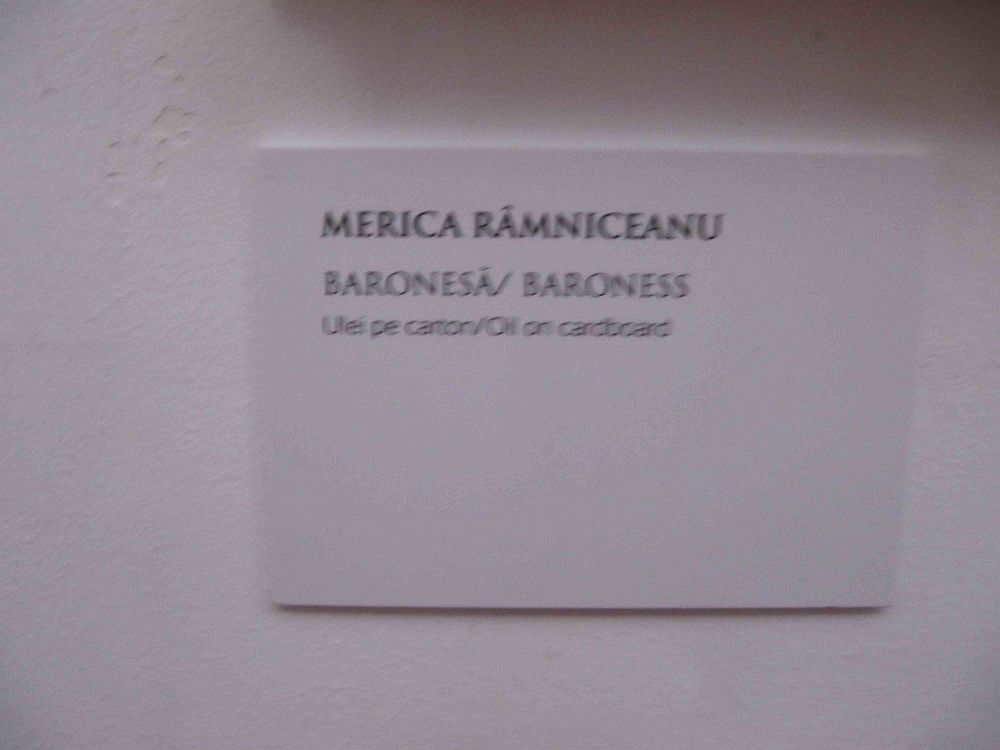 MERICA RÂMNICEANU
BARONESĂ/ BARONESS
Ulei pe carton/Oil on cardboard